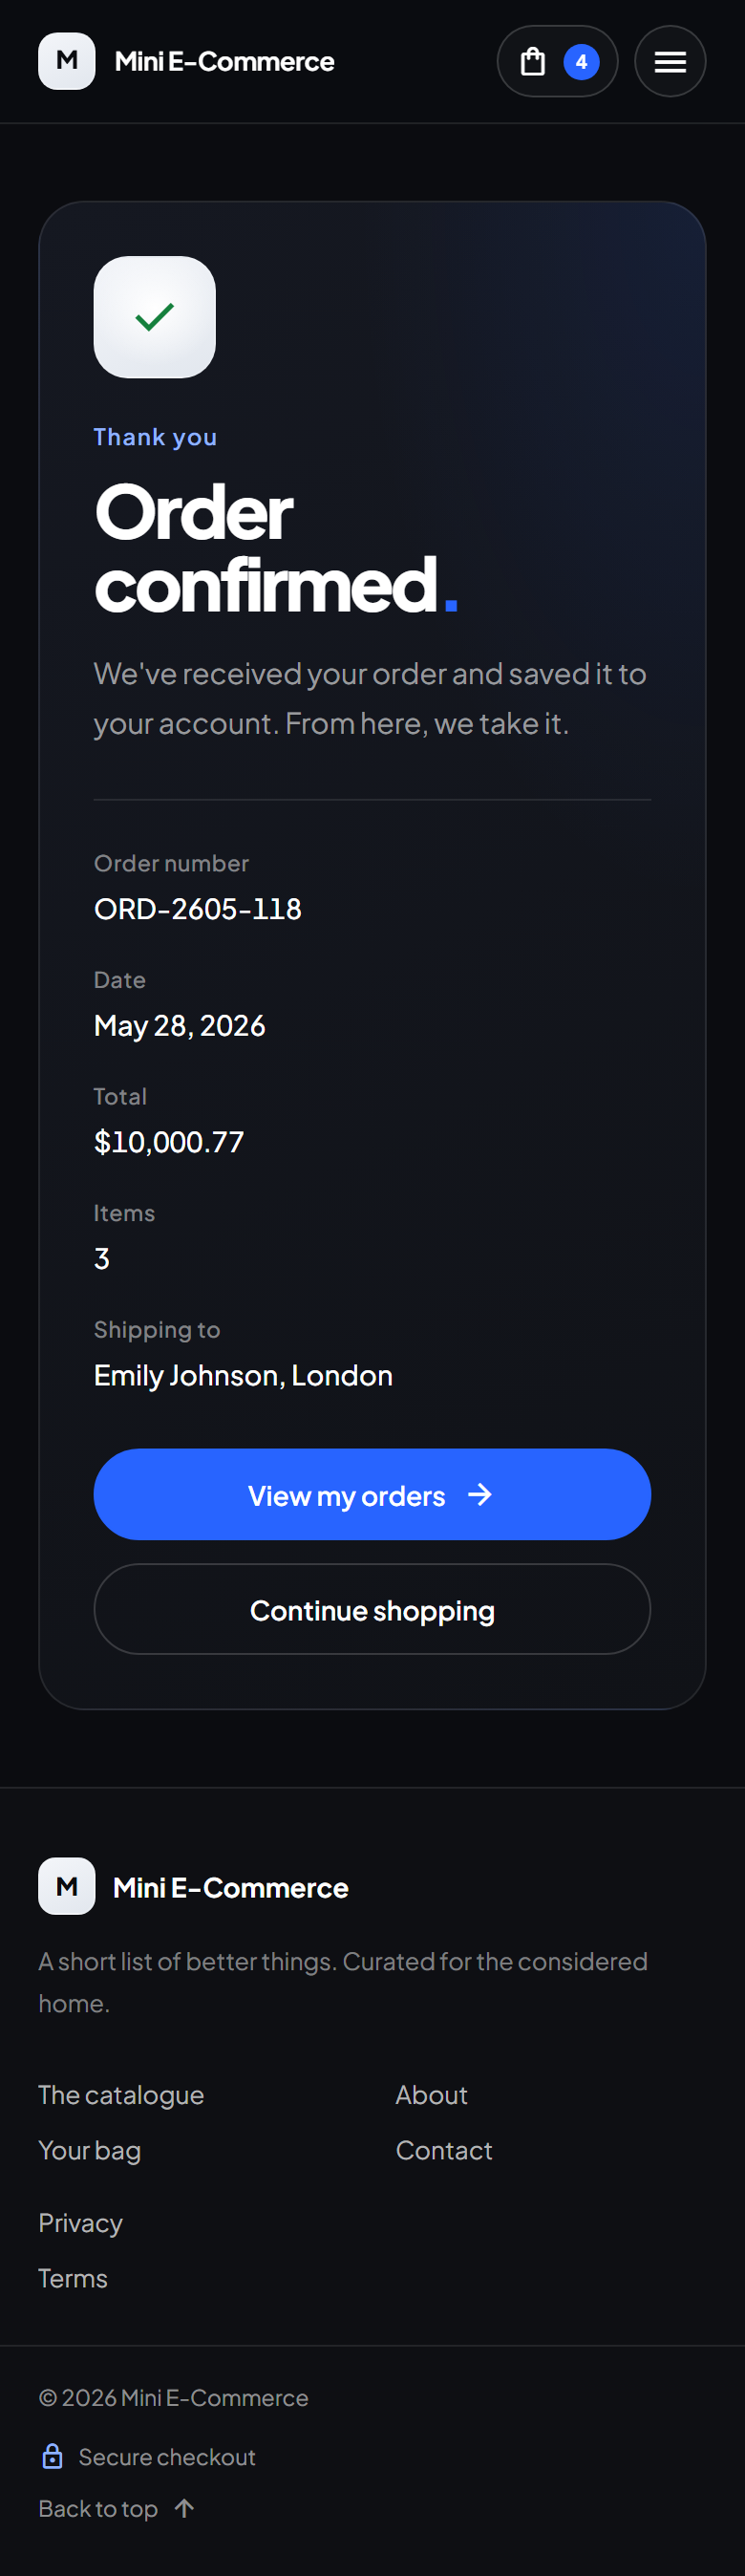 M Mini E-Commerce 4
Thank you
Order
confirmed.
We've received your order and saved it to
your account. From here, we take it.
Order number
ORD-2605-118
Date
May 28, 2026
Total
$10,000.77
Items
3
Shipping to
Emily Johnson, London
View my orders →
Continue shopping
M Mini E-Commerce
A short list of better things. Curated for the considered
home.
The catalogue
Your bag
About
Contact
Privacy
Terms
© 2026 Mini E-Commerce
Secure checkout
Back to top ↑